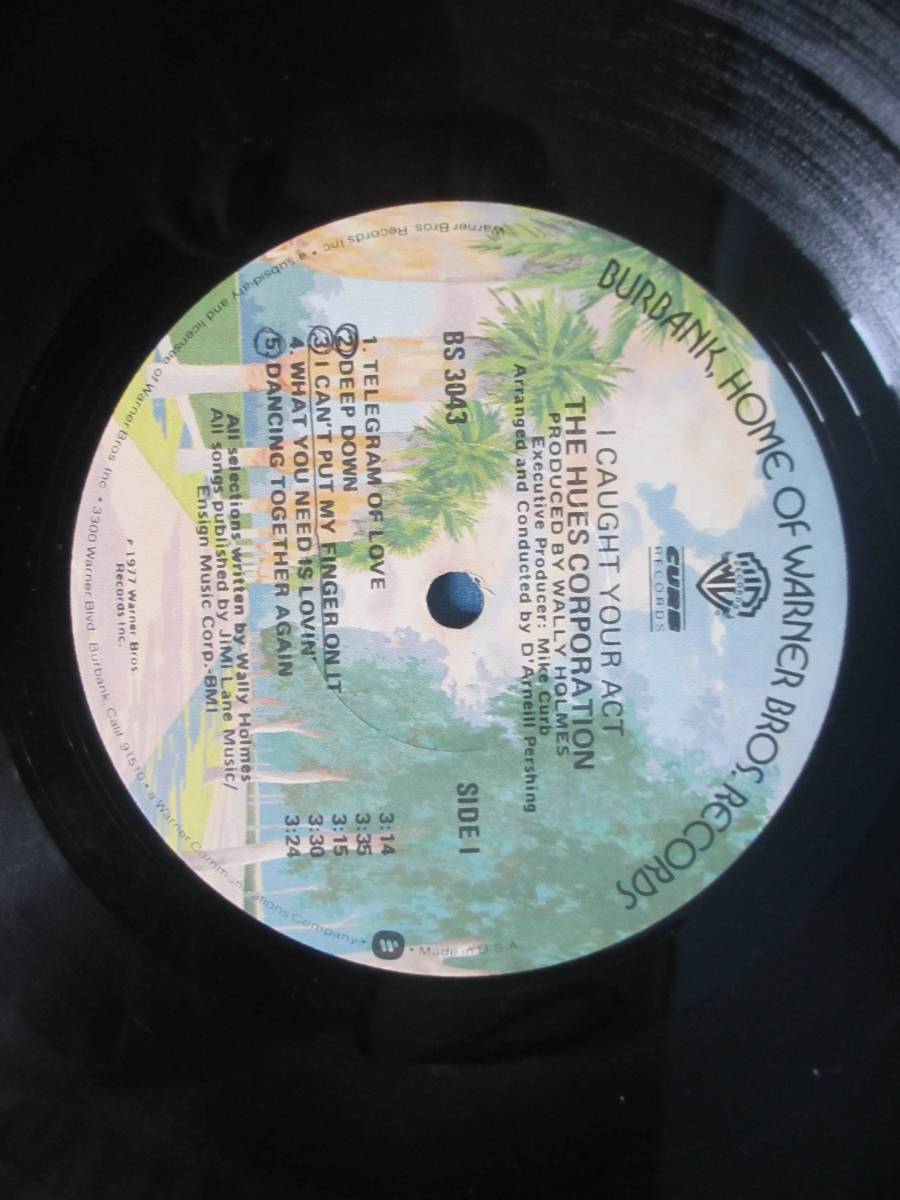 BURBANK, HOME OF WARNER BROS. RECORDS
WB
RECORDS
CURB
RECORDS
I CAUGHT YOUR ACT
THE HUES CORPORATION
PRODUCED BY WALLY HOLMES
Executive Producer: Mike Curb
Arranged and Conducted by D'Arneill Pershing
BS 3043 SIDE I
1. TELEGRAM OF LOVE 3:14
2 DEEP DOWN 3:35
3 I CAN'T PUT MY FINGER ON IT 3:15
4. WHAT YOU NEED IS LOVIN' 3:30
5. DANCING TOGETHER AGAIN 3:24
All selections written by Wally Holmes
All songs published by JiMi Lane Music/
Ensign Music Corp.-BMI
P 1977 Warner Bros.
Records Inc.
Warner Bros. Records Inc. • a subsidiary and licensee of Warner Bros. Inc. • 3300 Warner Blvd. Burbank, Calif. 91510 • a Warner Communications Company • • Made in U.S.A.